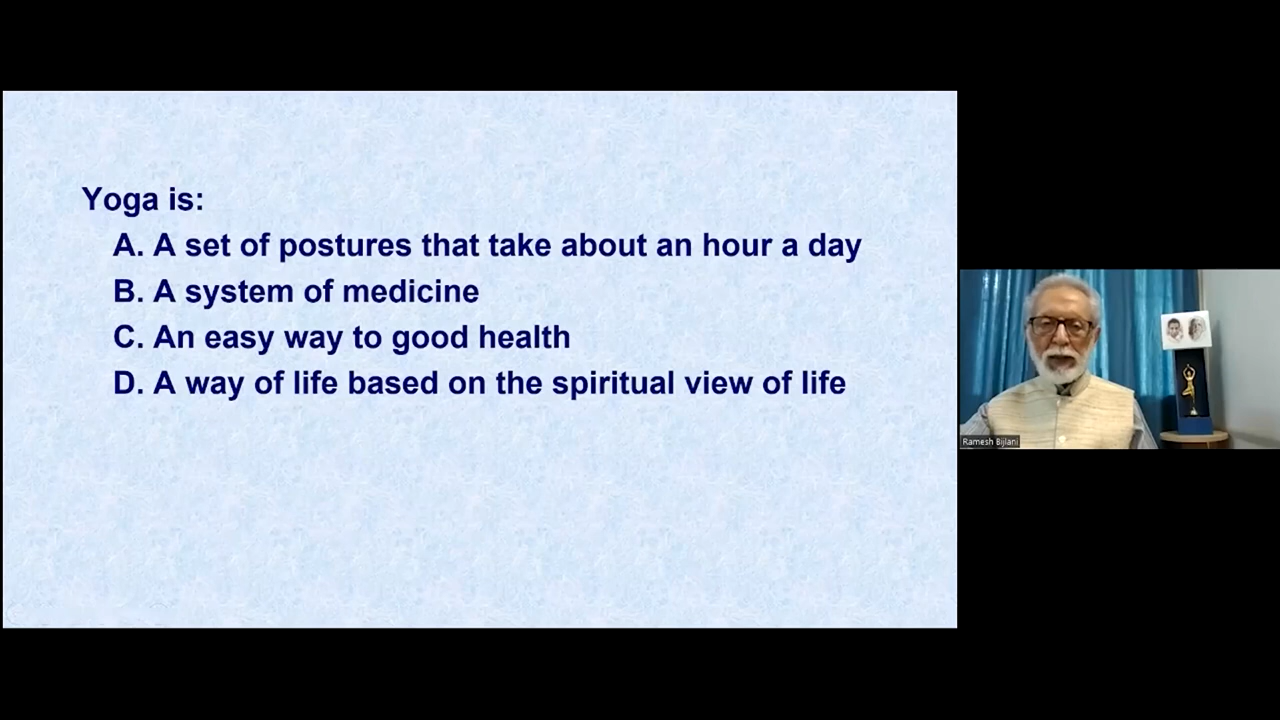 Yoga is:
A. A set of postures that take about an hour a day
B. A system of medicine
C. An easy way to good health
D. A way of life based on the spiritual view of life
Ramesh Bijlani